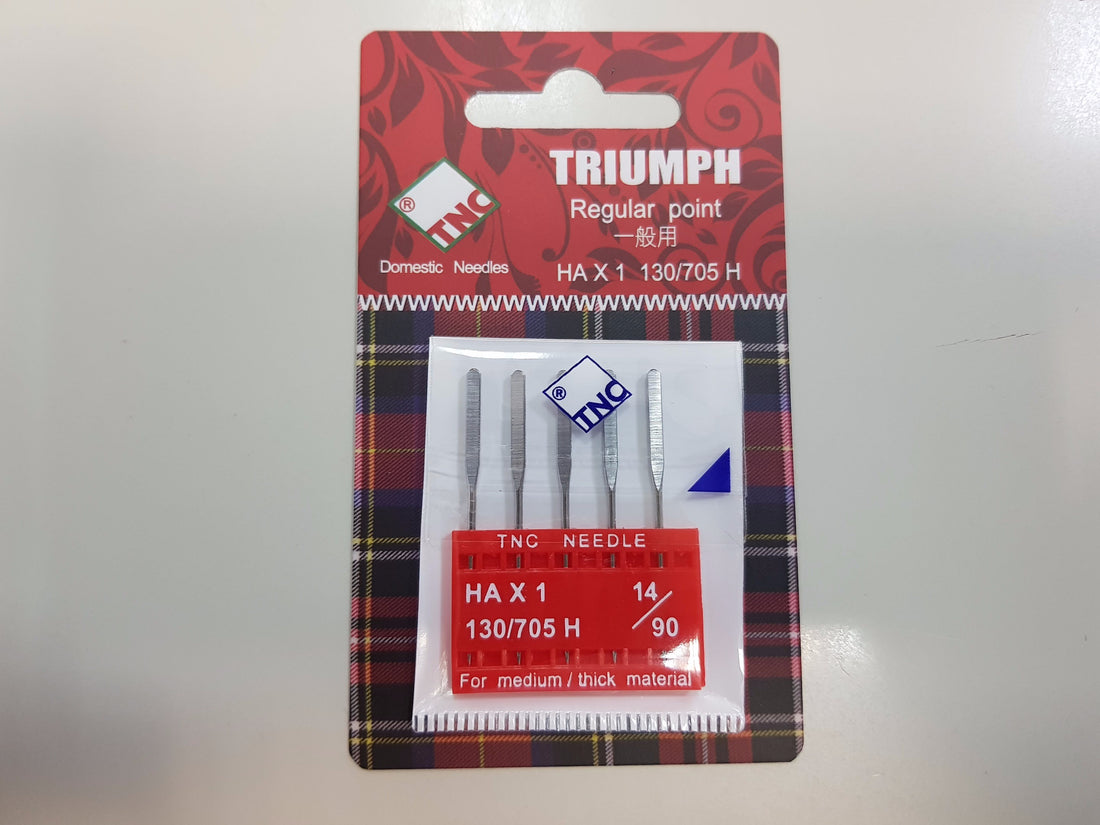 TRIUMPH
Regular point
一般用
HA X 1 130/705 H
® TNC
Domestic Needles
® TNC
TNC NEEDLE
HA X 1 14/90
130/705 H
For medium / thick material